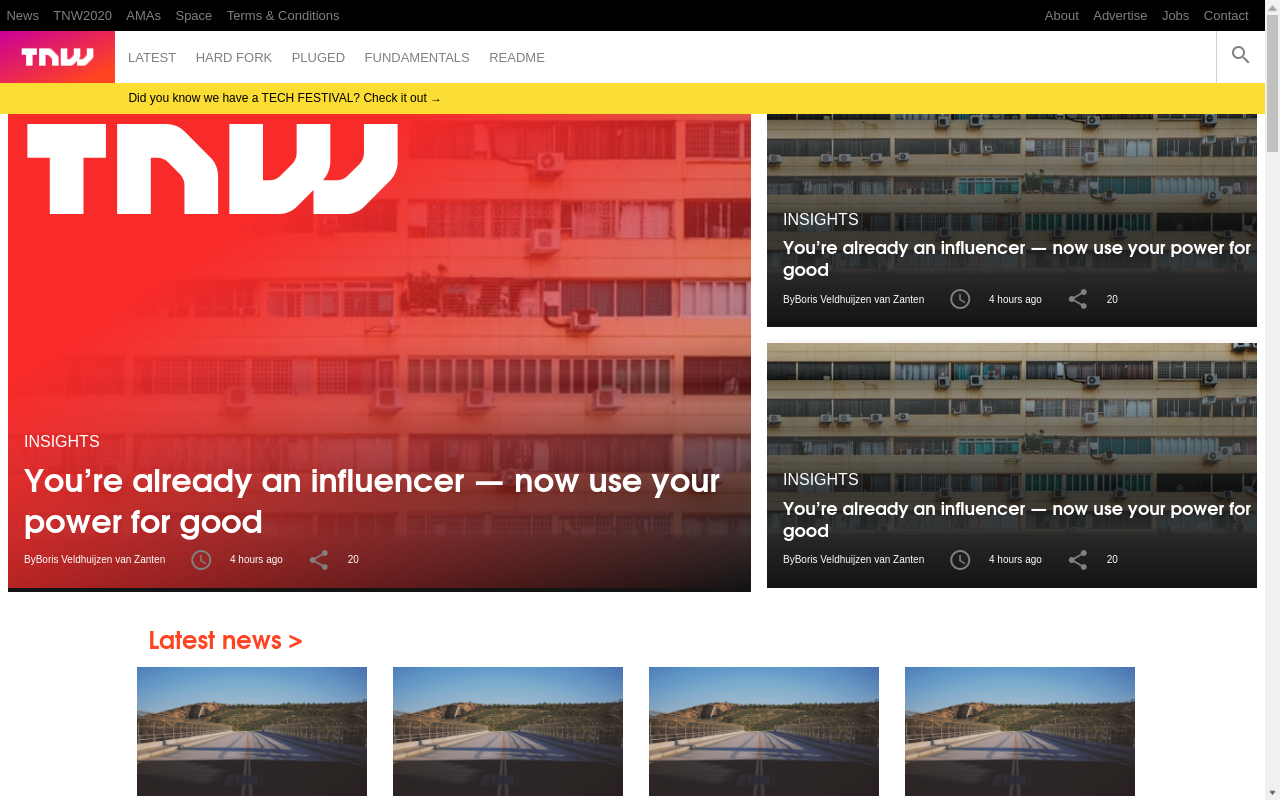 News TNW2020 AMAs Space Terms & Conditions About Advertise Jobs Contact
TNW LATEST HARD FORK PLUGED FUNDAMENTALS README
Did you know we have a TECH FESTIVAL? Check it out →
TNW
INSIGHTS
You’re already an influencer — now use your
power for good
ByBoris Veldhuijzen van Zanten 4 hours ago 20
INSIGHTS
You’re already an influencer — now use your power for
good
ByBoris Veldhuijzen van Zanten 4 hours ago 20
INSIGHTS
You’re already an influencer — now use your power for
good
ByBoris Veldhuijzen van Zanten 4 hours ago 20
Latest news >